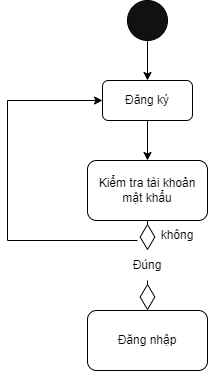 Đăng ký
Kiểm tra tài khoản
mật khẩu
không
Đúng
Đăng nhập